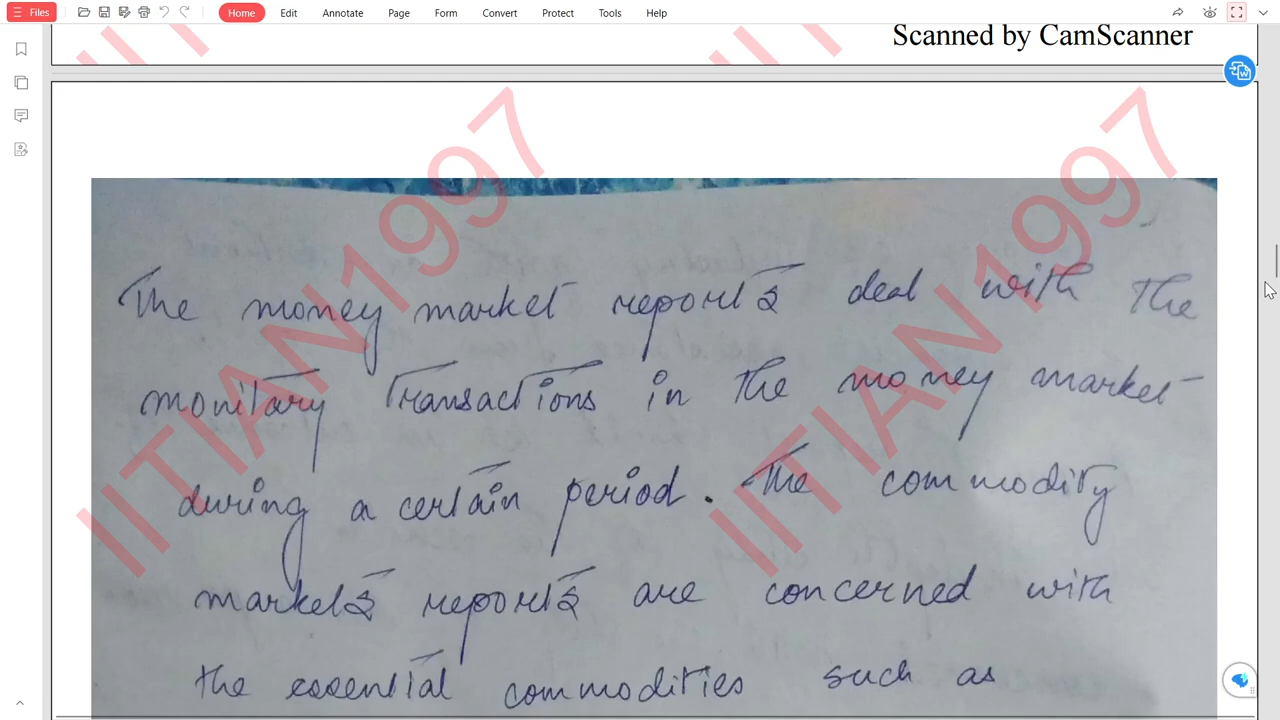 Files
Home
Edit
Annotate
Page
Form
Convert
Protect
Tools
Help
Scanned by CamScanner
IITIAN1997
IITIAN1997
The money market reports deal with the
monitary Transactions in the money market
during a certain period. The commodity
markets reports are concerned with
the essential commodities such as